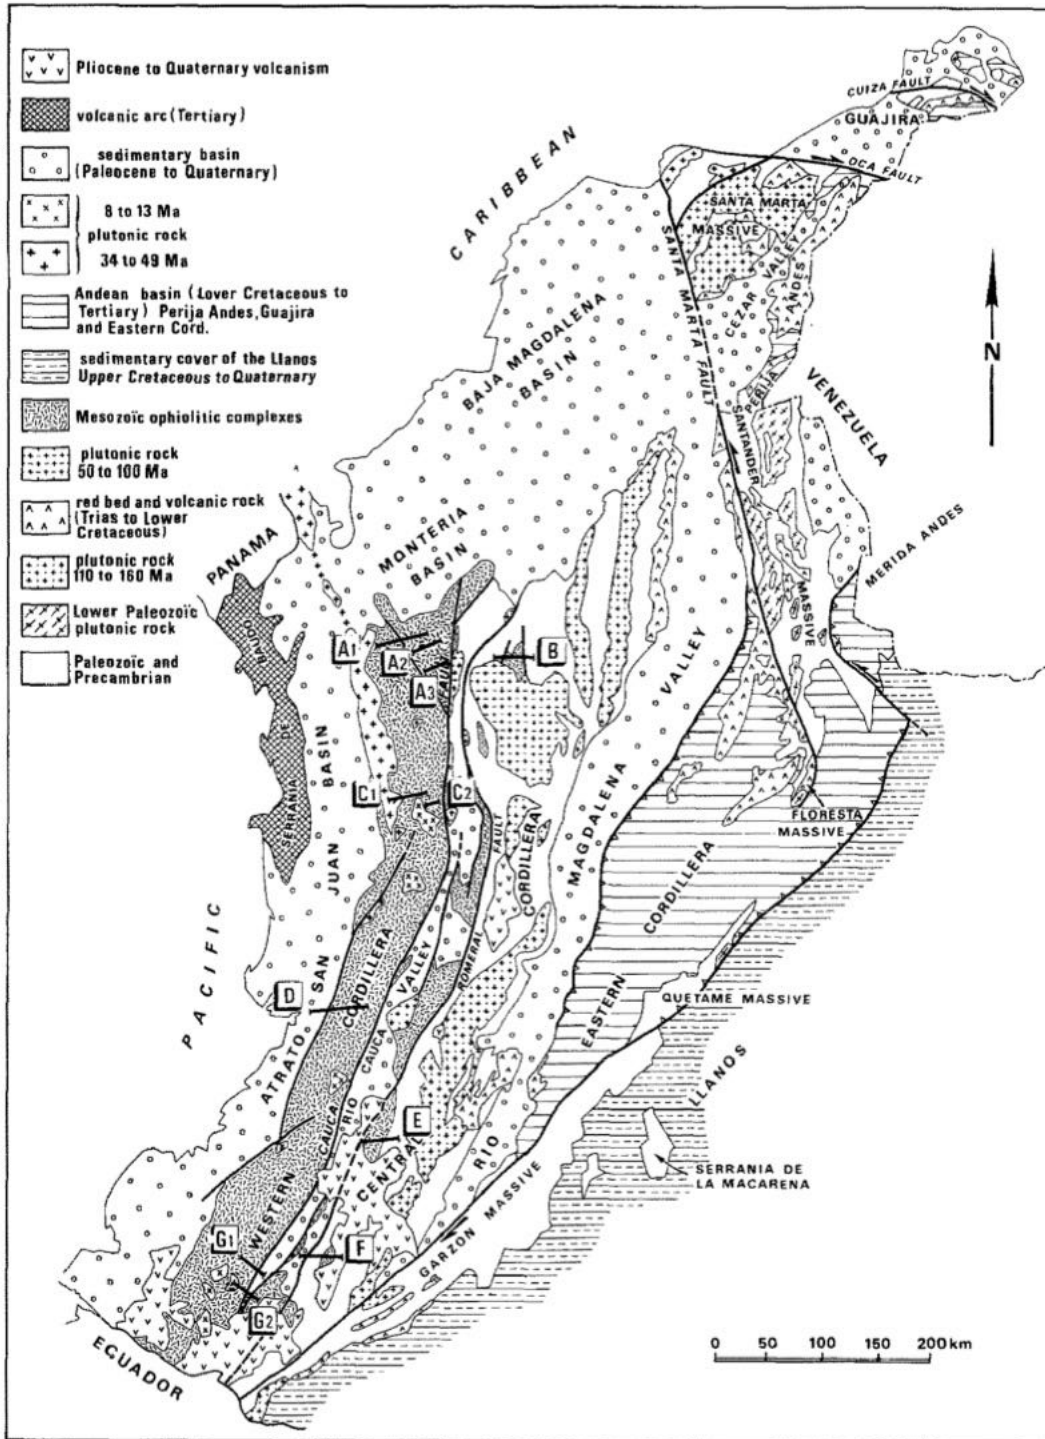 Pliocene to Quaternary volcanism
volcanic arc (Tertiary)
sedimentary basin
(Paleocene to Quaternary)
8 to 13 Ma
plutonic rock
34 to 49 Ma
Andean basin (Lover Cretaceous to
Tertiary) Perija Andes, Guajira
and Eastern Cord.
sedimentary cover of the Llanos
Upper Cretaceous to Quaternary
Mesozoïc ophiolitic complexes
plutonic rock
50 to 100 Ma
red bed and volcanic rock
(Trias to Lower
Cretaceous)
plutonic rock
110 to 160 Ma
Lower Paleozoïc
plutonic rock
Paleozoïc and
Precambrian
CARIBBEAN
CUIZA FAULT
GUAJIRA
OCA FAULT
SANTA MARTA
MASSIVE
SANTA MARTA FAULT
CEZAR VALLEY
PERIJA ANDES
N
BAJA MAGDALENA
BASIN
VENEZUELA
SANTANDER
MASSIVE
MERIDA ANDES
MONTERIA
BASIN
PANAMA
SERRANIA DE BAUDO
A1
A2
A3
FAULT
B
C1
C2
ATRATO SAN JUAN BASIN
PACIFIC
WESTERN CORDILLERA
CAUCA
RIO CAUCA VALLEY
ROMERAL FAULT
CENTRAL CORDILLERA
RIO MAGDALENA VALLEY
EASTERN CORDILLERA
FLORESTA
MASSIVE
QUETAME MASSIVE
LLANOS
SERRANIA DE
LA MACARENA
GARZON MASSIVE
D
E
F
G1
G2
ECUADOR
0 50 100 200 km